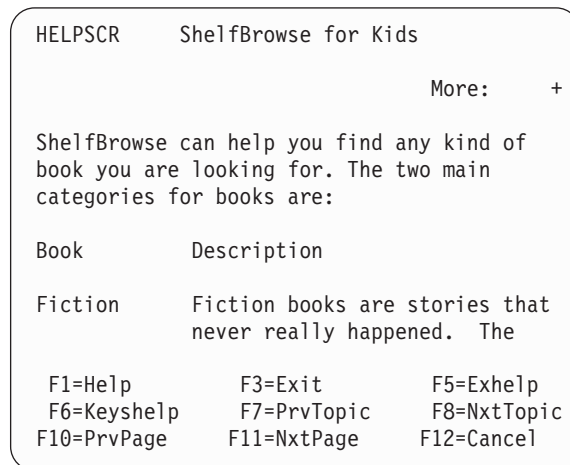 HELPSCR ShelfBrowse for Kids
More: +
ShelfBrowse can help you find any kind of
book you are looking for. The two main
categories for books are:
Book Description
Fiction Fiction books are stories that
never really happened. The
F1=Help F3=Exit F5=Exhelp
F6=Keyshelp F7=PrvTopic F8=NxtTopic
F10=PrvPage F11=NxtPage F12=Cancel